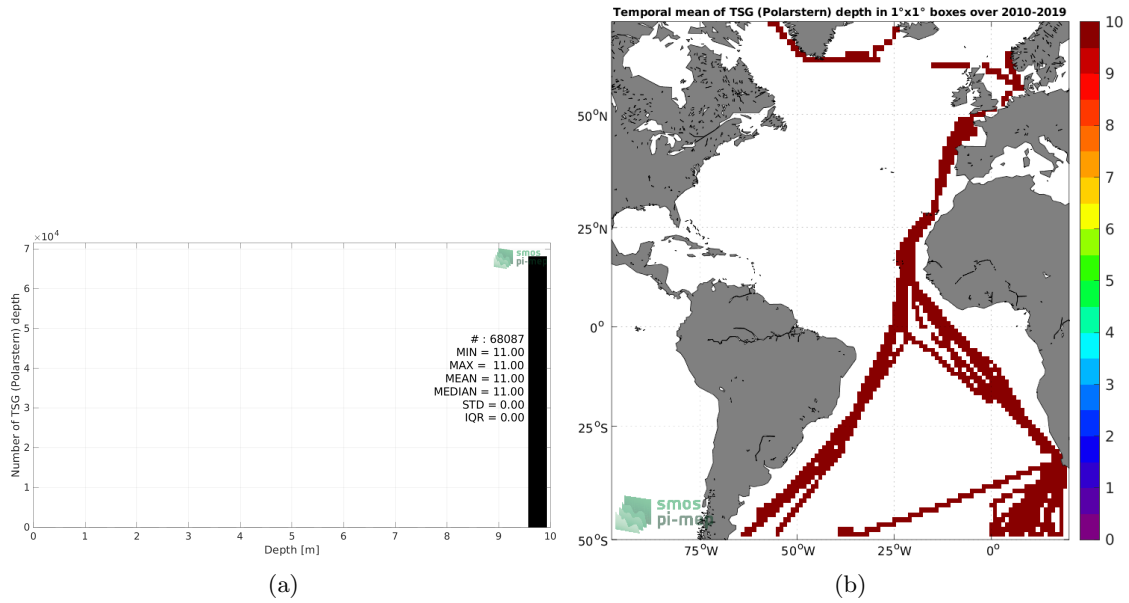 ×10⁴
7
6
5
4
3
2
1
0
Number of TSG (Polarstern) depth
smos
# : 68087
MIN = 11.00
MAX = 11.00
MEAN = 11.00
MEDIAN = 11.00
STD = 0.00
IQR = 0.00
0 1 2 3 4 5 6 7 8 9 10
Depth [m]
(a)
Temporal mean of TSG (Polarstern) depth in 1°x1° boxes over 2010-2019
50°N
25°N
0°
25°S
50°S
smos
75°W 50°W 25°W 0°
10
9
8
7
6
5
4
3
2
1
0
(b)